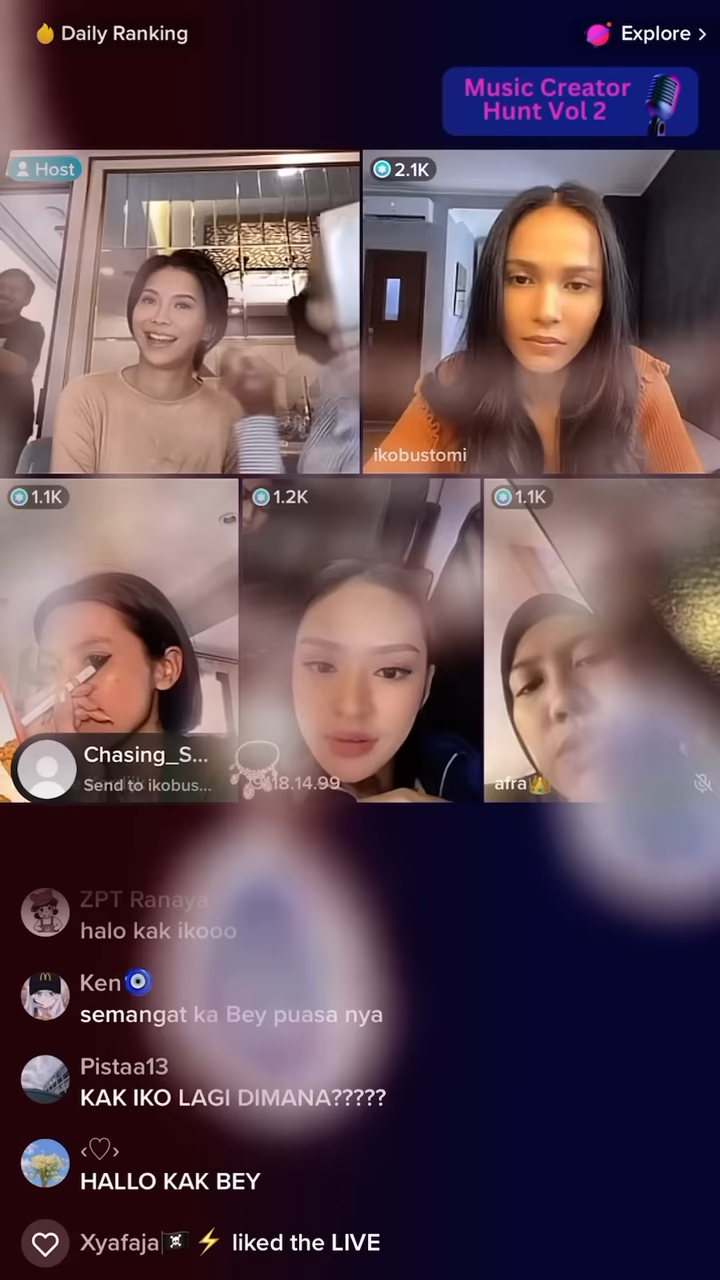 Daily Ranking
Explore
Music Creator
Hunt Vol 2
Host
2.1K
ikobustomi
1.1K
1.2K
1.1K
Chasing_S...
Send to ikobus...
18.14.99
afra👑
ZPT Ranaya
halo kak ikooo
Ken🧿
semangat ka Bey puasa nya
Pistaa13
KAK IKO LAGI DIMANA?????
‹♡›
HALLO KAK BEY
Xyafaja🏴‍☠️⚡ liked the LIVE